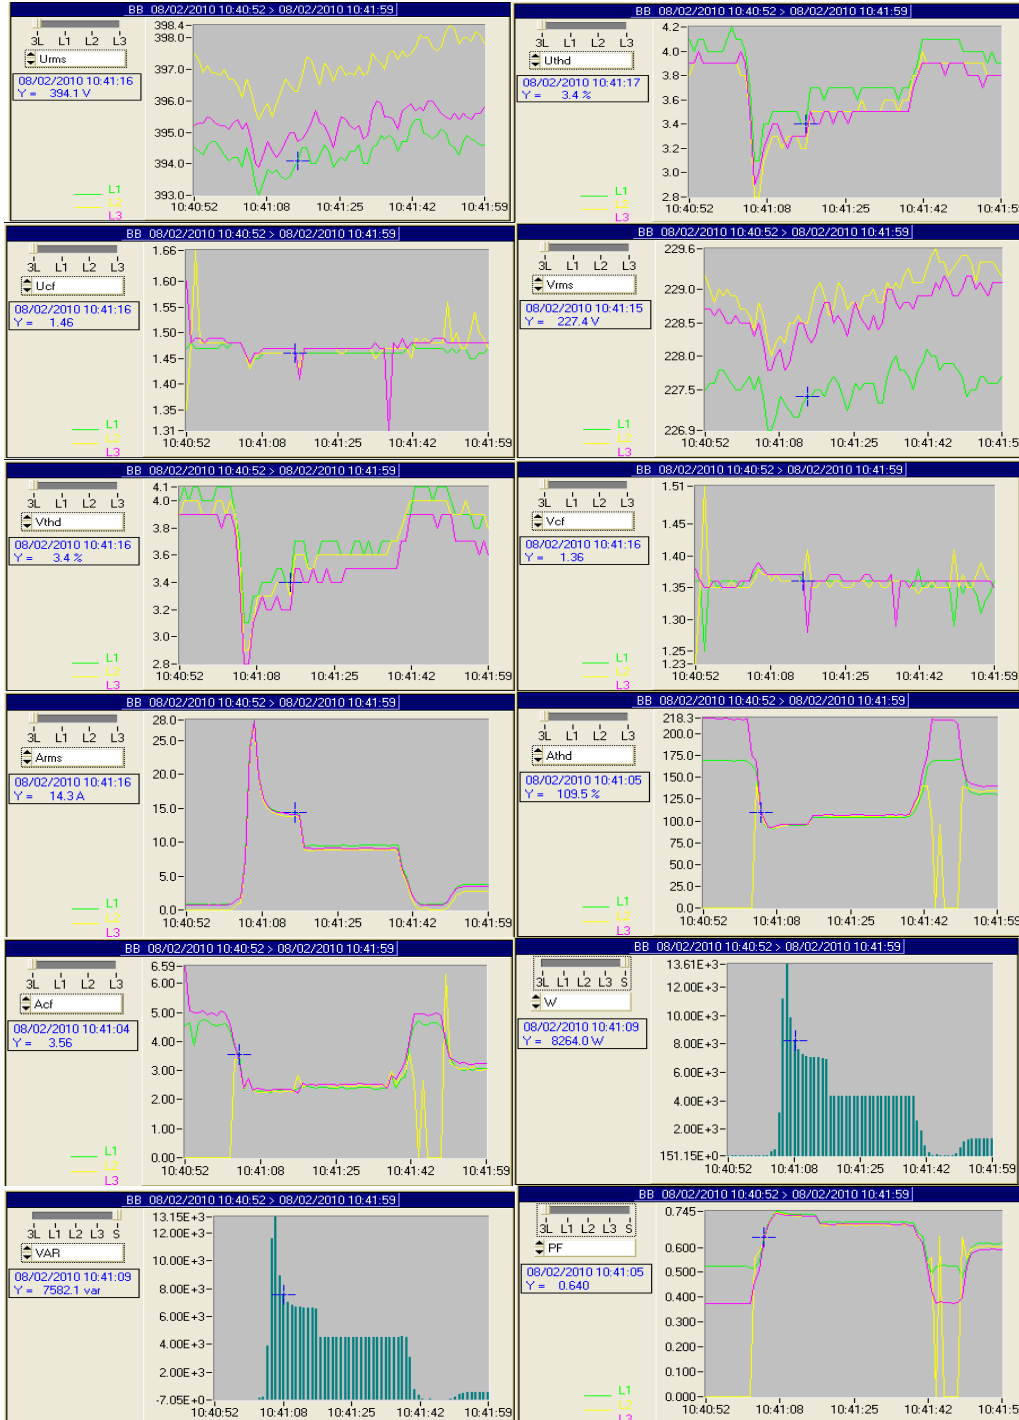 BB 08/02/2010 10:40:52 > 08/02/2010 10:41:59
3L L1 L2 L3
Urms
08/02/2010 10:41:16
Y = 394.1 V
398.4
398.0
397.0
396.0
395.0
394.0
393.0
10:40:52 10:41:08 10:41:25 10:41:42 10:41:59
L1
L2
L3
BB 08/02/2010 10:40:52 > 08/02/2010 10:41:59
3L L1 L2 L3
Uthd
08/02/2010 10:41:17
Y = 3.4 %
4.2
4.0
3.8
3.6
3.4
3.2
3.0
2.8
10:40:52 10:41:08 10:41:25 10:41:42 10:41:5
L1
L2
L3
BB 08/02/2010 10:40:52 > 08/02/2010 10:41:59
3L L1 L2 L3
Ucf
08/02/2010 10:41:16
Y = 1.46
1.66
1.60
1.55
1.50
1.45
1.40
1.35
1.31
10:40:52 10:41:08 10:41:25 10:41:42 10:41:59
L1
L2
L3
BB 08/02/2010 10:40:52 > 08/02/2010 10:41:59
3L L1 L2 L3
Vrms
08/02/2010 10:41:15
Y = 227.4 V
229.6
229.0
228.5
228.0
227.5
226.9
10:40:52 10:41:08 10:41:25 10:41:42 10:41:5
L1
L2
L3
BB 08/02/2010 10:40:52 > 08/02/2010 10:41:59
3L L1 L2 L3
Vthd
08/02/2010 10:41:16
Y = 3.4 %
4.1
4.0
3.8
3.6
3.4
3.2
3.0
2.8
10:40:52 10:41:08 10:41:25 10:41:42 10:41:59
L1
L2
L3
BB 08/02/2010 10:40:52 > 08/02/2010 10:41:59
3L L1 L2 L3
Vcf
08/02/2010 10:41:16
Y = 1.36
1.51
1.45
1.40
1.35
1.30
1.25
1.23
10:40:52 10:41:08 10:41:25 10:41:42 10:41:59
L1
L2
L3
BB 08/02/2010 10:40:52 > 08/02/2010 10:41:59
3L L1 L2 L3
Arms
08/02/2010 10:41:16
Y = 14.3 A
28.0
25.0
20.0
15.0
10.0
5.0
0.0
10:40:52 10:41:08 10:41:25 10:41:42 10:41:59
L1
L2
L3
BB 08/02/2010 10:40:52 > 08/02/2010 10:41:59
3L L1 L2 L3
Athd
08/02/2010 10:41:05
Y = 109.5 %
218.3
200.0
175.0
150.0
125.0
100.0
75.0
50.0
25.0
0.0
10:40:52 10:41:08 10:41:25 10:41:42 10:41:59
L1
L2
L3
BB 08/02/2010 10:40:52 > 08/02/2010 10:41:59
3L L1 L2 L3
Acf
08/02/2010 10:41:04
Y = 3.56
6.59
6.00
5.00
4.00
3.00
2.00
1.00
0.00
10:40:52 10:41:08 10:41:25 10:41:42 10:41:59
L1
L2
L3
BB 08/02/2010 10:40:52 > 08/02/2010 10:41:59
3L L1 L2 L3 S
W
08/02/2010 10:41:09
Y = 8264.0 W
13.61E+3
12.00E+3
10.00E+3
8.00E+3
6.00E+3
4.00E+3
2.00E+3
151.15E+0
10:40:52 10:41:08 10:41:25 10:41:42 10:41:59
BB 08/02/2010 10:40:52 > 08/02/2010 10:41:59
3L L1 L2 L3 S
VAR
08/02/2010 10:41:09
Y = 7582.1 var
13.15E+3
12.00E+3
10.00E+3
8.00E+3
6.00E+3
4.00E+3
2.00E+3
-7.05E+0
10:40:52 10:41:08 10:41:25 10:41:42 10:41:59
BB 08/02/2010 10:40:52 > 08/02/2010 10:41:59
3L L1 L2 L3 S
PF
08/02/2010 10:41:05
Y = 0.640
0.745
0.600
0.500
0.400
0.300
0.200
0.100
0.000
10:40:52 10:41:08 10:41:25 10:41:42 10:41:5
L1
L2
L3